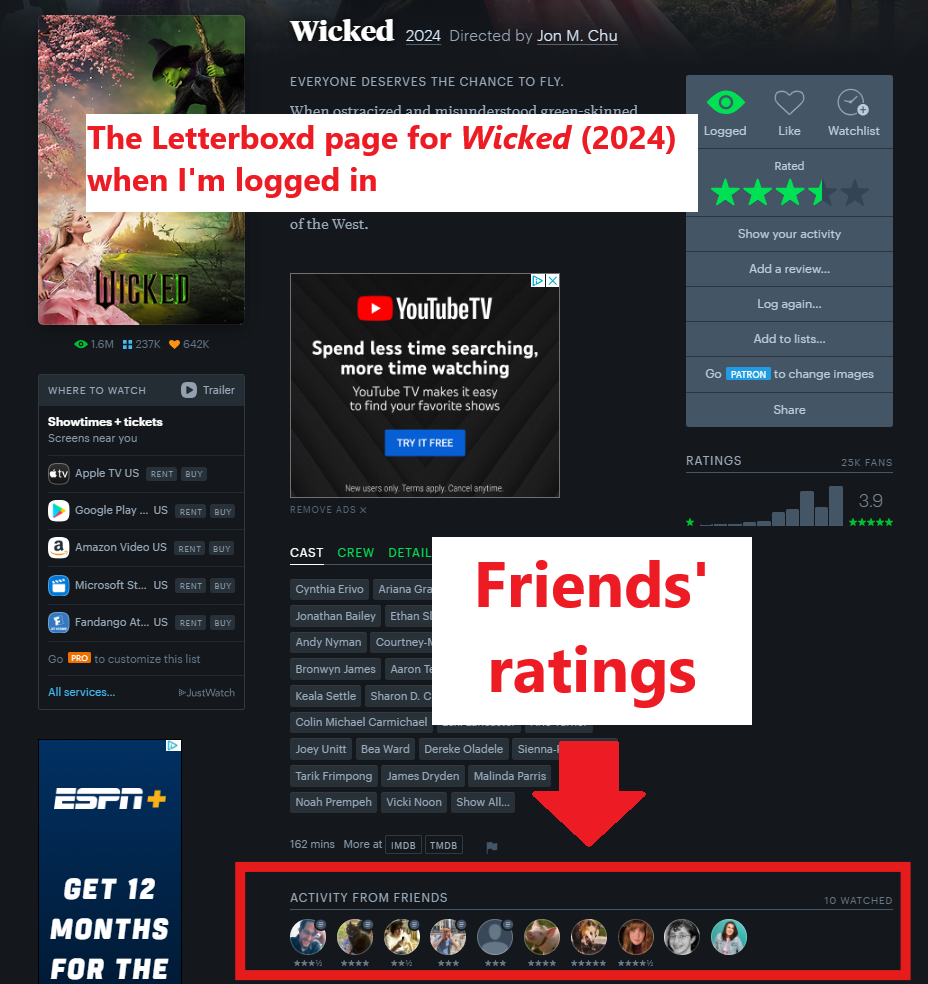 Wicked 2024 Directed by Jon M. Chu
EVERYONE DESERVES THE CHANCE TO FLY.
When ostracized and misunderstood green-skinned
The Letterboxd page for Wicked (2024)
when I'm logged in
of the West.
WICKED
1.6M 237K 642K
WHERE TO WATCH Trailer
Showtimes + tickets
Screens near you
tv Apple TV US RENT BUY
Google Play ... US RENT BUY
a Amazon Video US RENT BUY
Microsoft St... US RENT BUY
Fandango At... US RENT BUY
Go PRO to customize this list
All services... JustWatch
ESPN+
GET 12
MONTHS
FOR THE
YouTubeTV
Spend less time searching,
more time watching
YouTube TV makes it easy
to find your favorite shows
TRY IT FREE
New users only. Terms apply. Cancel anytime.
REMOVE ADS ×
CAST CREW DETAIL
Cynthia Erivo Ariana Gra
Jonathan Bailey Ethan Sl
Andy Nyman Courtney-M
Bronwyn James Aaron Te
Keala Settle Sharon D. C
Colin Michael Carmichael
Joey Unitt Bea Ward Dereke Oladele Sienna-
Tarik Frimpong James Dryden Malinda Parris
Noah Prempeh Vicki Noon Show All...
Friends'
ratings
162 mins More at IMDB TMDB
ACTIVITY FROM FRIENDS 10 WATCHED
★★★½ ★★★★ ★★½ ★★★ ★★★ ★★★★ ★★★★★ ★★★★½
Logged Like Watchlist
Rated
Show your activity
Add a review...
Log again...
Add to lists...
Go PATRON to change images
Share
RATINGS 25K FANS
3.9